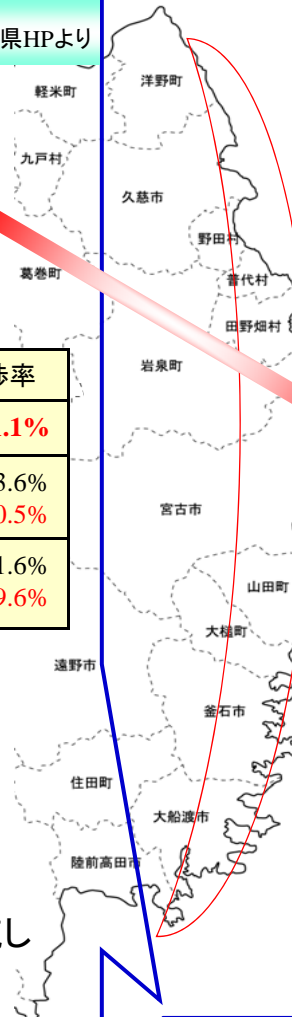 県HPより
洋野町
軽米町
九戸村
久慈市
野田村
葛巻町
普代村
田野畑村
岩泉町
捗率
.1%
3.6%
0.5%
1.6%
9.6%
宮古市
山田町
大槌町
遠野市
釜石市
住田町
大船渡市
陸前高田市
し